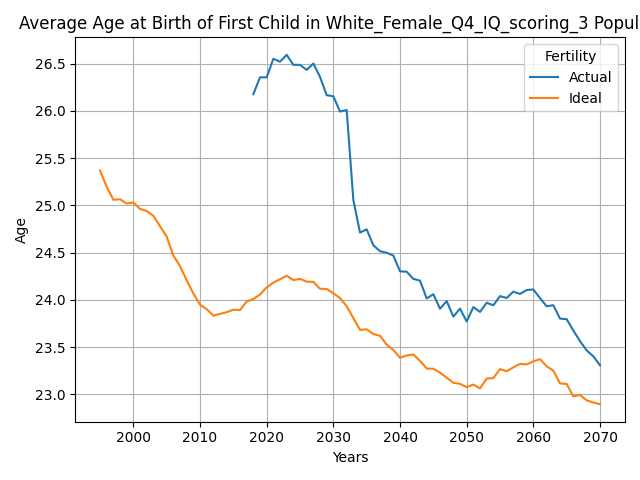 Average Age at Birth of First Child in White_Female_Q4_IQ_scoring_3 Popul
Fertility
Actual
Ideal
26.5
26.0
25.5
25.0
24.5
24.0
23.5
23.0
Age
2000 2010 2020 2030 2040 2050 2060 2070
Years